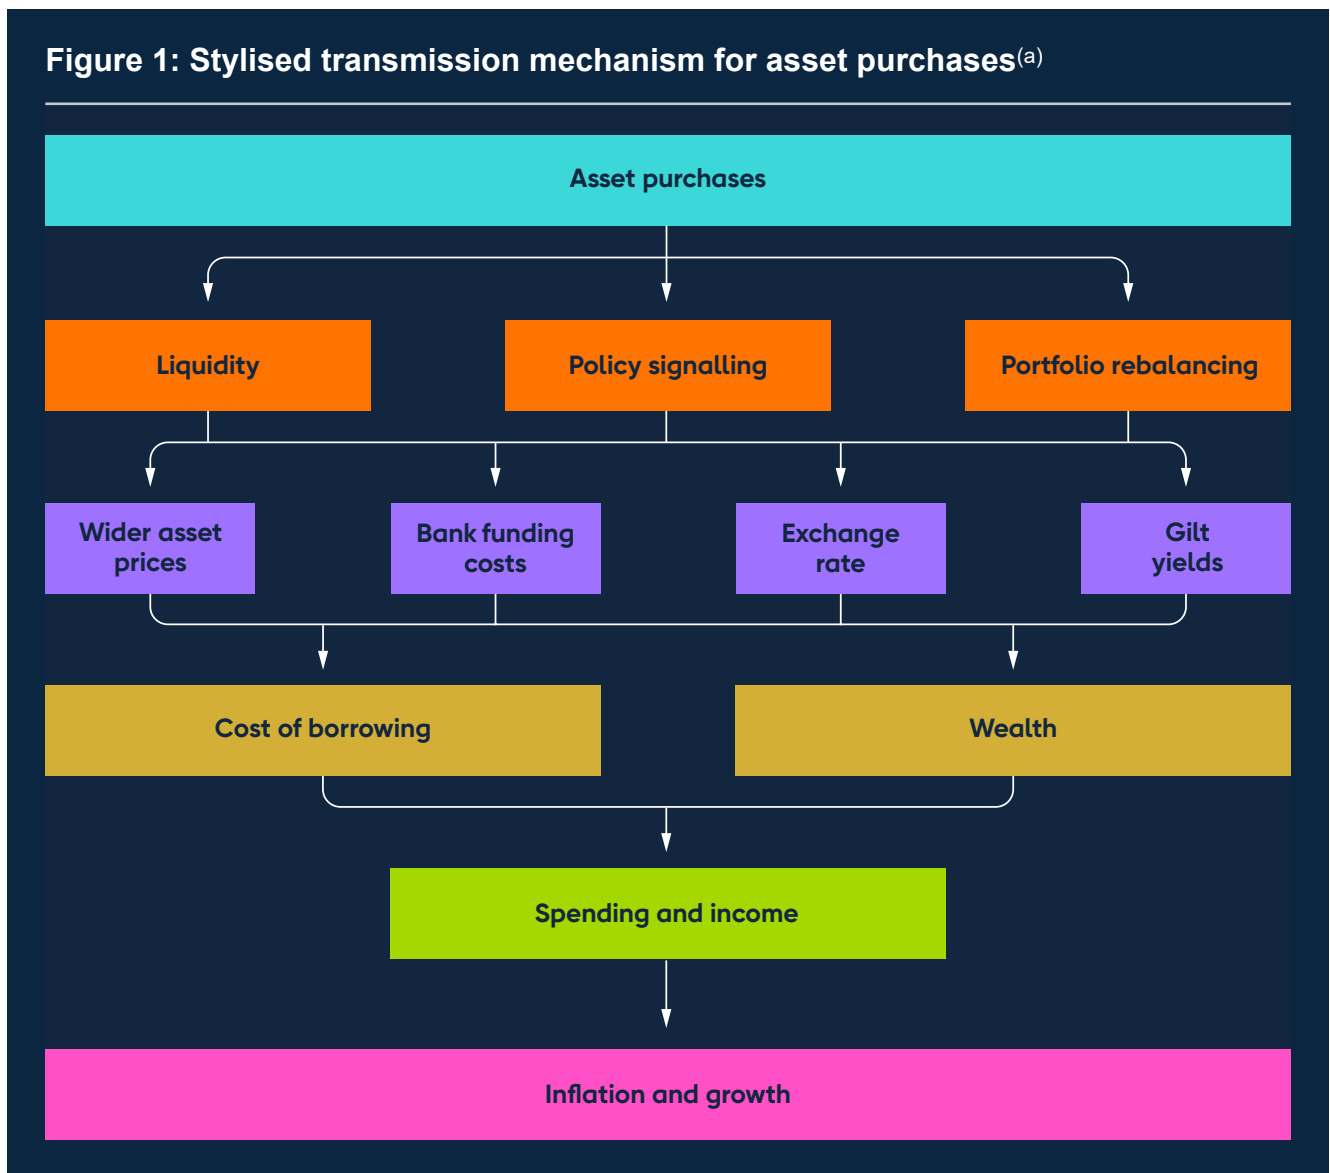 Figure 1: Stylised transmission mechanism for asset purchases(a)
Asset purchases
Liquidity
Policy signalling
Portfolio rebalancing
Wider asset
prices
Bank funding
costs
Exchange
rate
Gilt
yields
Cost of borrowing
Wealth
Spending and income
Inflation and growth